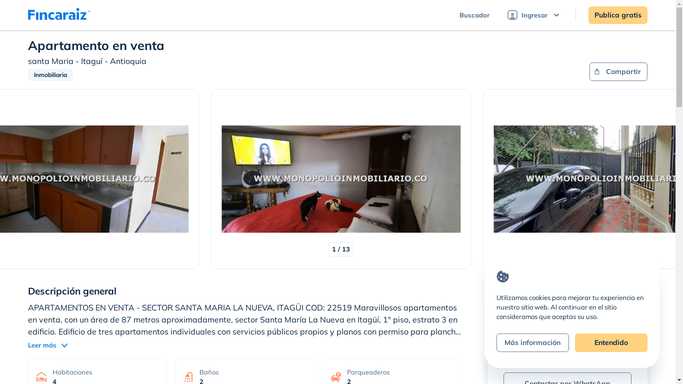 Fincaraiz
Buscador
Ingresar
Publica gratis
Apartamento en venta
santa Maria - Itaguí - Antioquia
Inmobiliaria
Compartir
WWW.MONOPOLIOINMOBILIARIO.CO
WWW.MONOPOLIOINMOBILIARIO.CO
WWW.MONOPOLIOINMOBILIARIO.CO
1 / 13
Descripción general
APARTAMENTOS EN VENTA - SECTOR SANTA MARIA LA NUEVA, ITAGÜI COD: 22519 Maravillosos apartamentos
en venta, con un área de 87 metros aproximadamente, sector Santa María La Nueva en Itagüí, 1° piso, estrato 3 en
edificio. Edificio de tres apartamentos individuales con servicios públicos propios y planos con permiso para planch...
Leer más
Habitaciones
4
Baños
2
Parqueaderos
2
Utilizamos cookies para mejorar tu experiencia en
nuestro sitio web. Al continuar en el sitio
consideramos que aceptas su uso.
Más información
Entendido
Contactar por WhatsApp